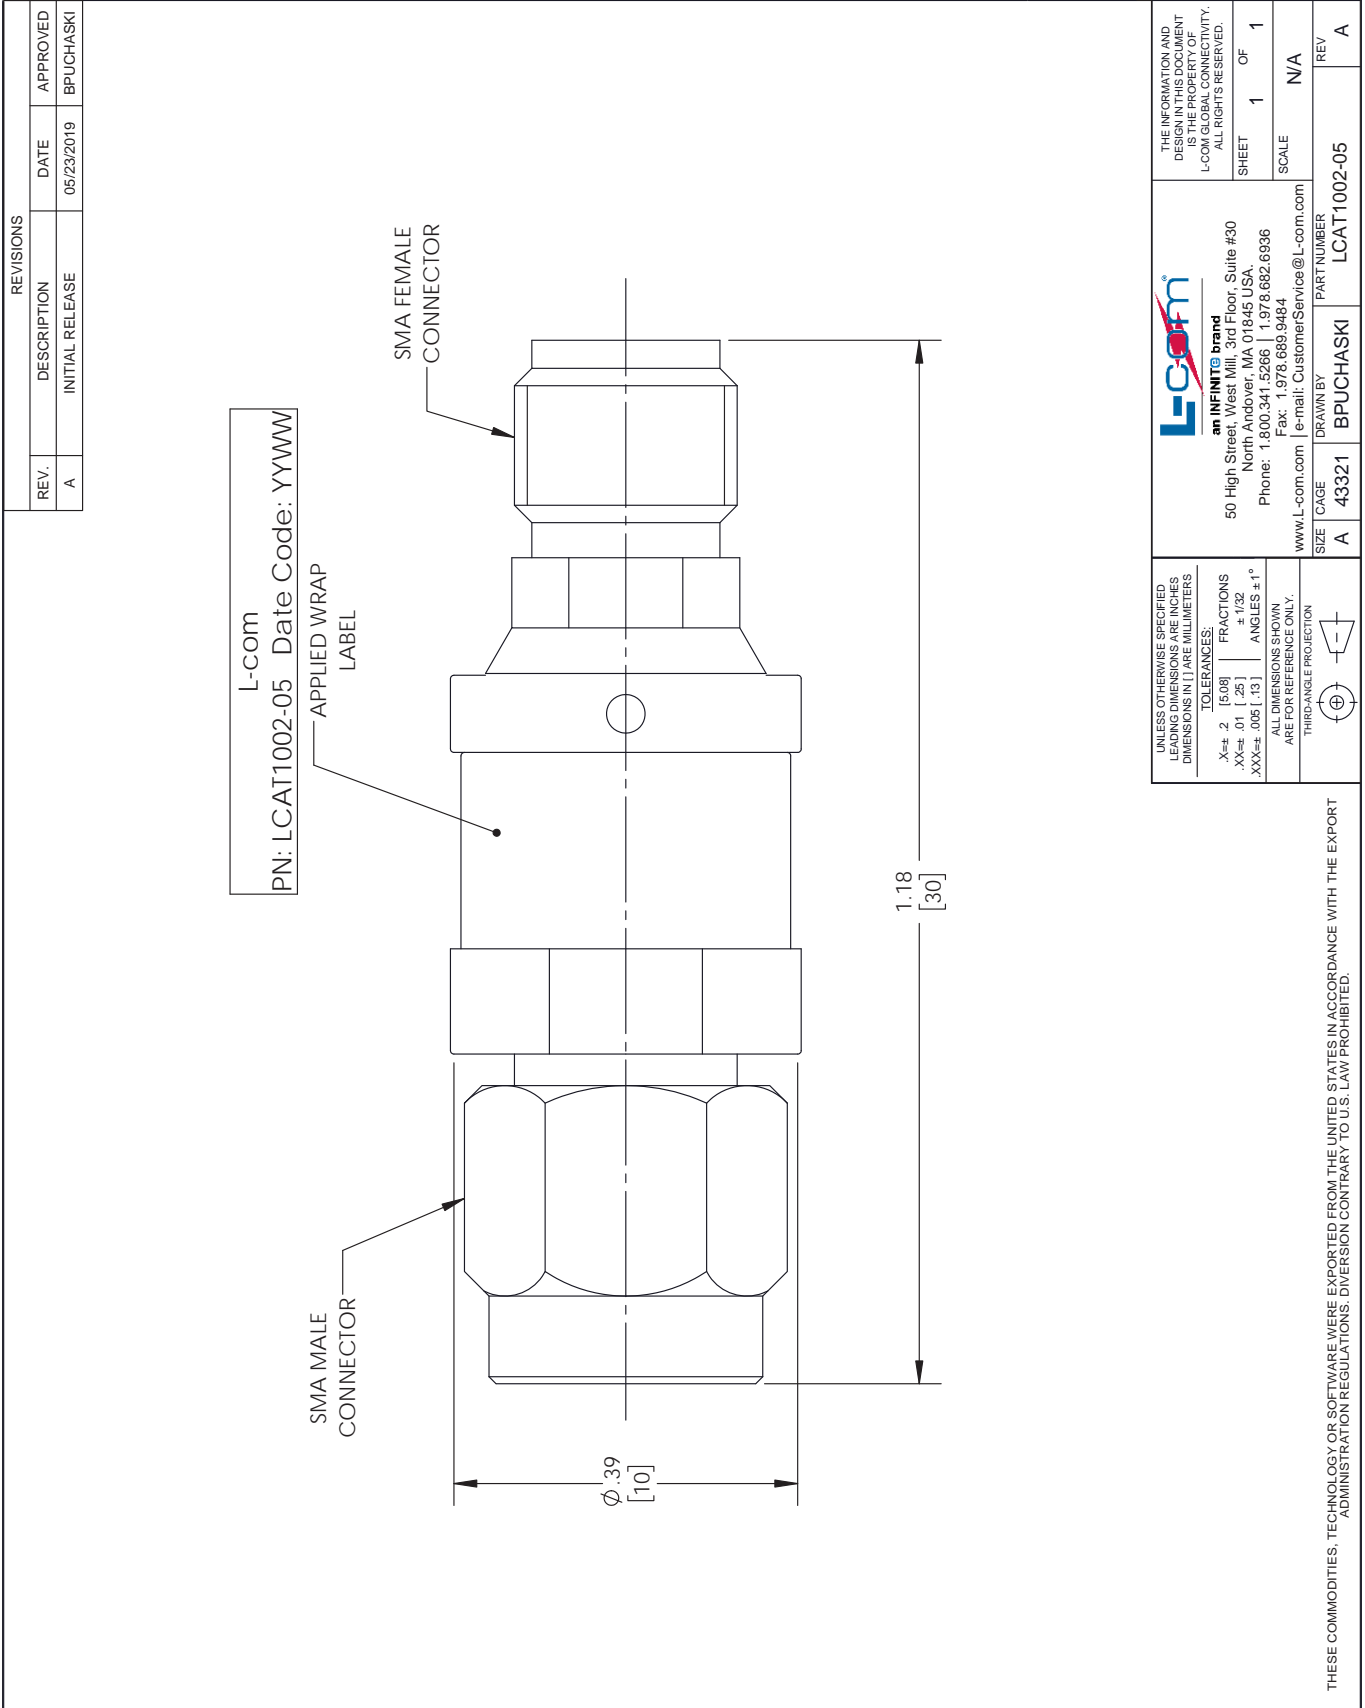 REVISIONS
REV. DESCRIPTION DATE APPROVED
A INITIAL RELEASE 05/23/2019 BPUCHASKI
L-com
PN: LCAT1002-05 Date Code: YYWW
APPLIED WRAP
LABEL
SMA FEMALE
CONNECTOR
SMA MALE
CONNECTOR
1.18
[30]
Ø.39
[10]
UNLESS OTHERWISE SPECIFIED
LEADING DIMENSIONS ARE INCHES
DIMENSIONS IN [ ] ARE MILLIMETERS
TOLERANCES:
.X=± .2 [5.08] FRACTIONS
.XX=± .01 [ .25] ± 1/32
.XXX=± .005 [ .13] ANGLES ± 1°
ALL DIMENSIONS SHOWN
ARE FOR REFERENCE ONLY.
THIRD-ANGLE PROJECTION
L-com®
an INFINITe brand
50 High Street, West Mill, 3rd Floor, Suite #30
North Andover, MA 01845 USA.
Phone: 1.800.341.5266 | 1.978.682.6936
Fax: 1.978.689.9484
www.L-com.com | e-mail: CustomerService@L-com.com
THE INFORMATION AND
DESIGN IN THIS DOCUMENT
IS THE PROPERTY OF
L-COM GLOBAL CONNECTIVITY.
ALL RIGHTS RESERVED.
SHEET 1 OF 1
SCALE N/A
SIZE CAGE DRAWN BY PART NUMBER REV
A 43321 BPUCHASKI LCAT1002-05 A
THESE COMMODITIES, TECHNOLOGY OR SOFTWARE WERE EXPORTED FROM THE UNITED STATES IN ACCORDANCE WITH THE EXPORT
ADMINISTRATION REGULATIONS. DIVERSION CONTRARY TO U.S. LAW PROHIBITED.